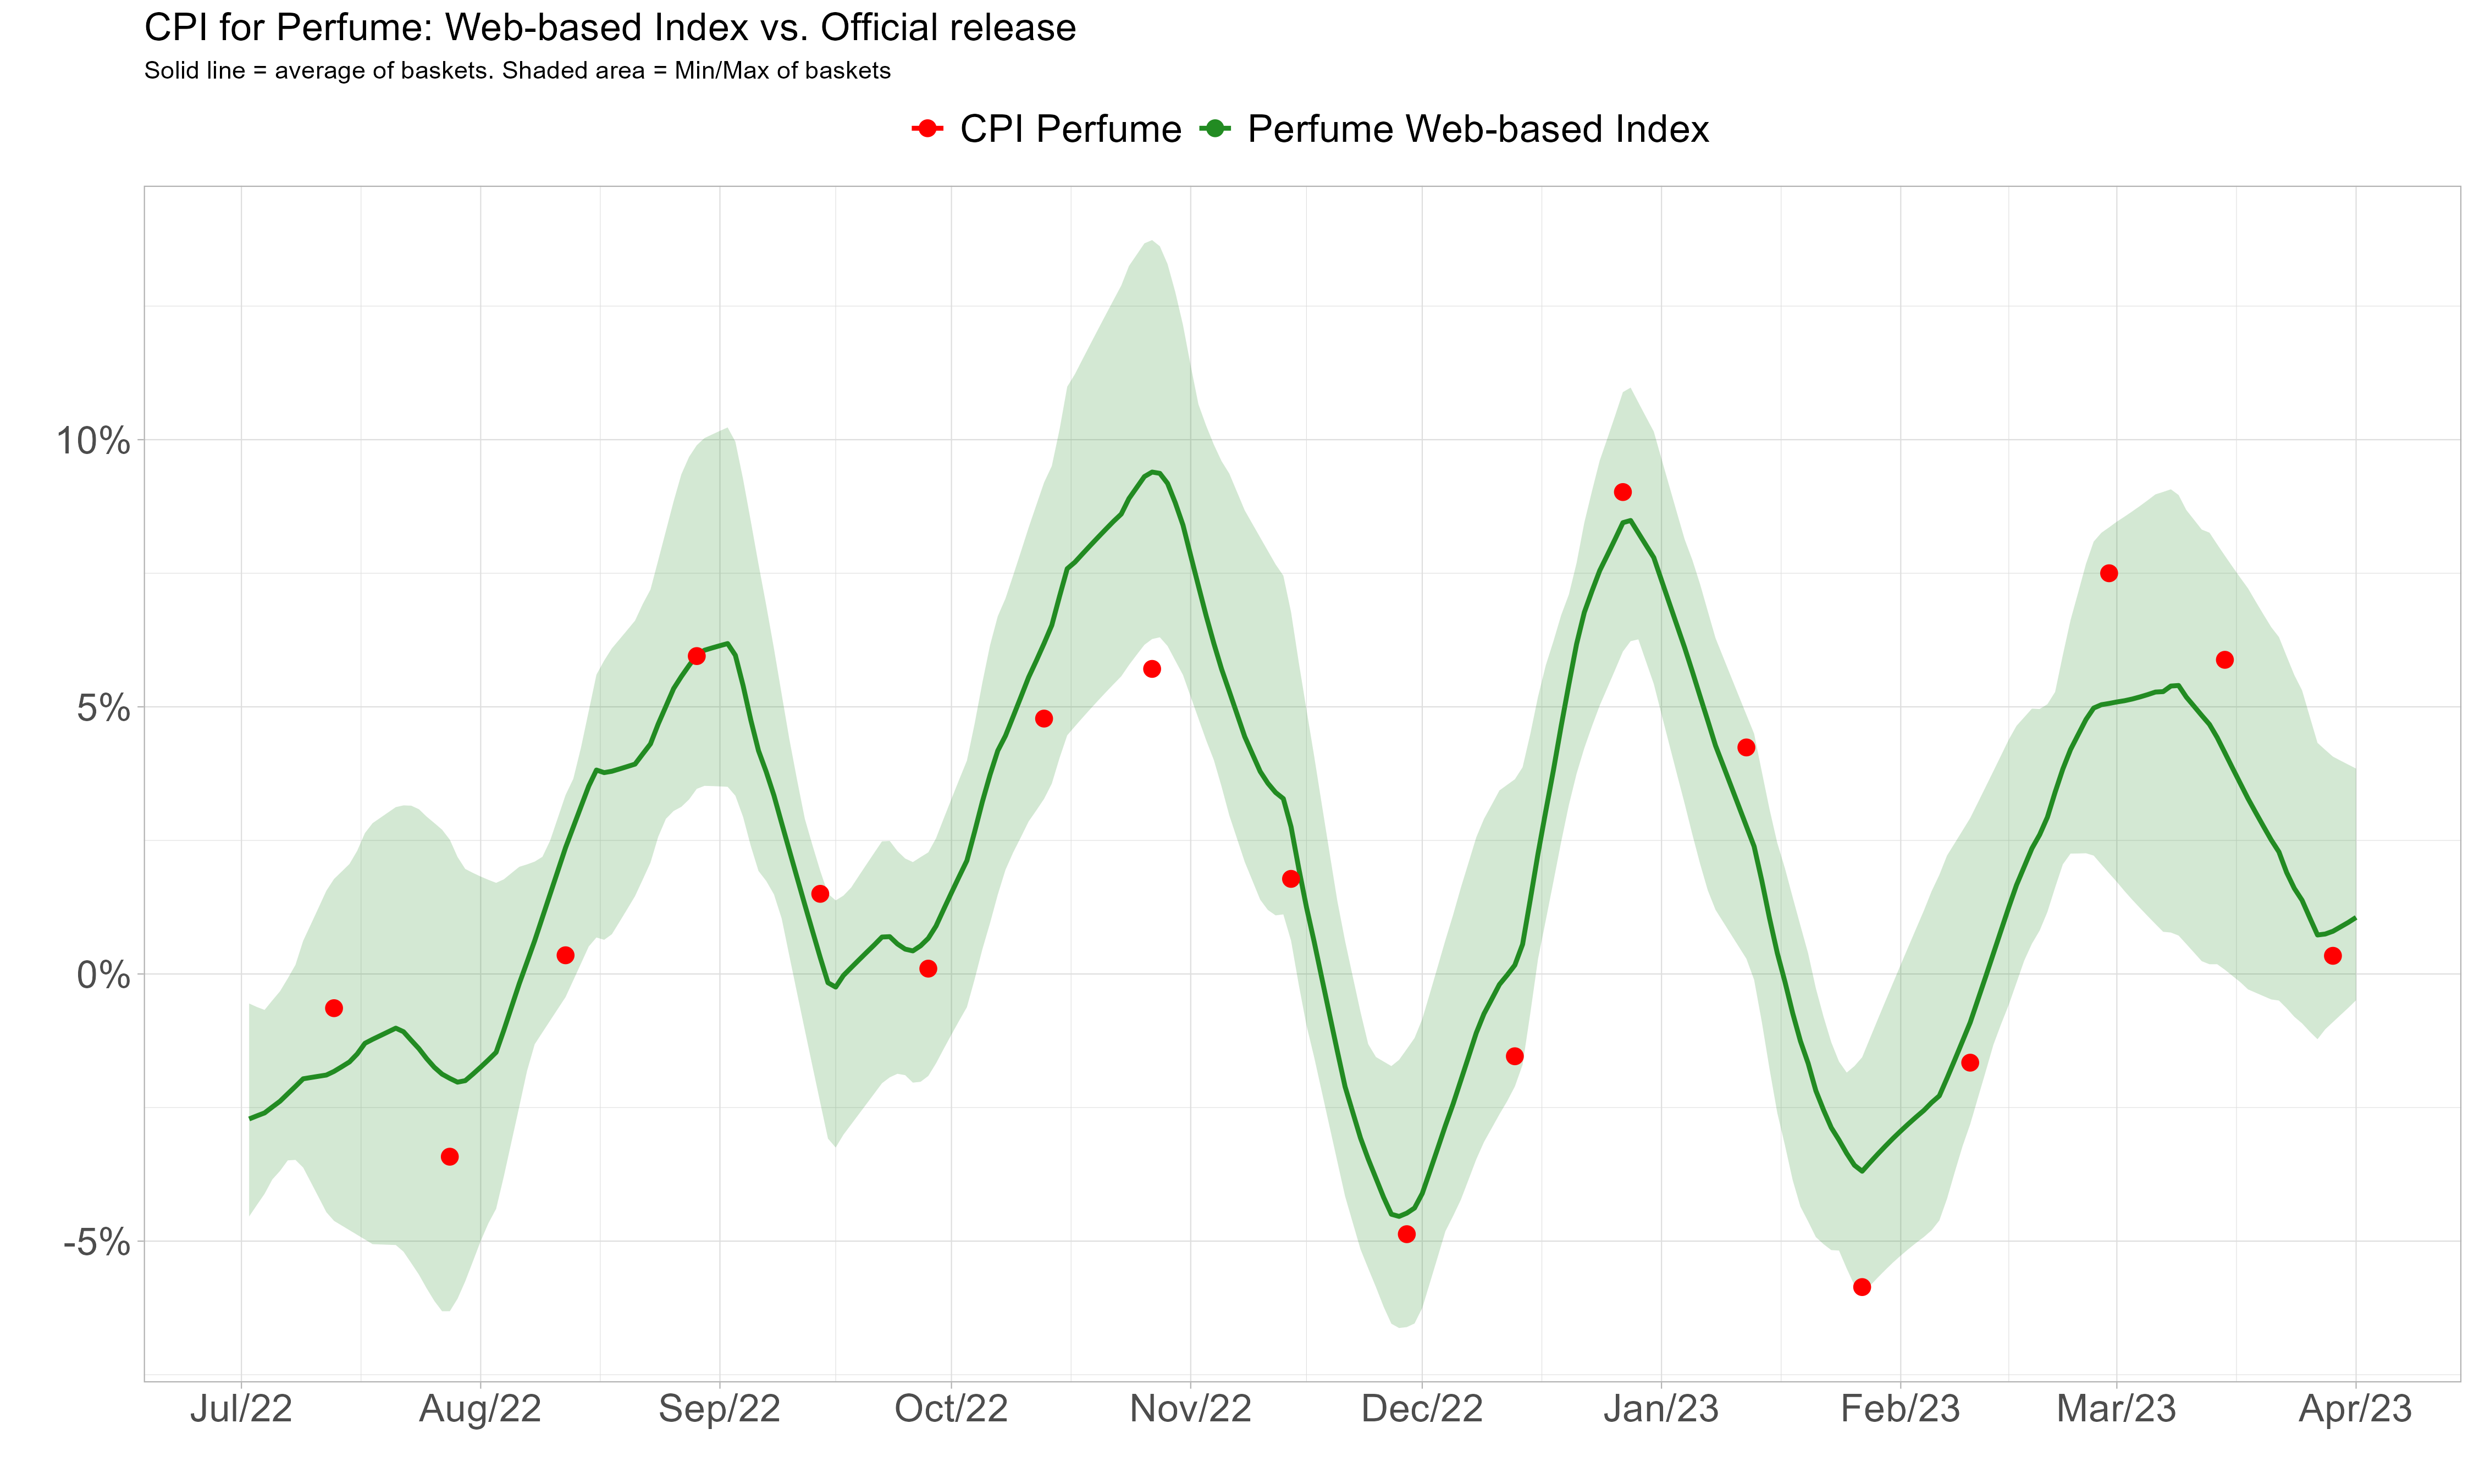 CPI for Perfume: Web-based Index vs. Official release
Solid line = average of baskets. Shaded area = Min/Max of baskets
CPI Perfume Perfume Web-based Index
10%
5%
0%
-5%
Jul/22 Aug/22 Sep/22 Oct/22 Nov/22 Dec/22 Jan/23 Feb/23 Mar/23 Apr/23